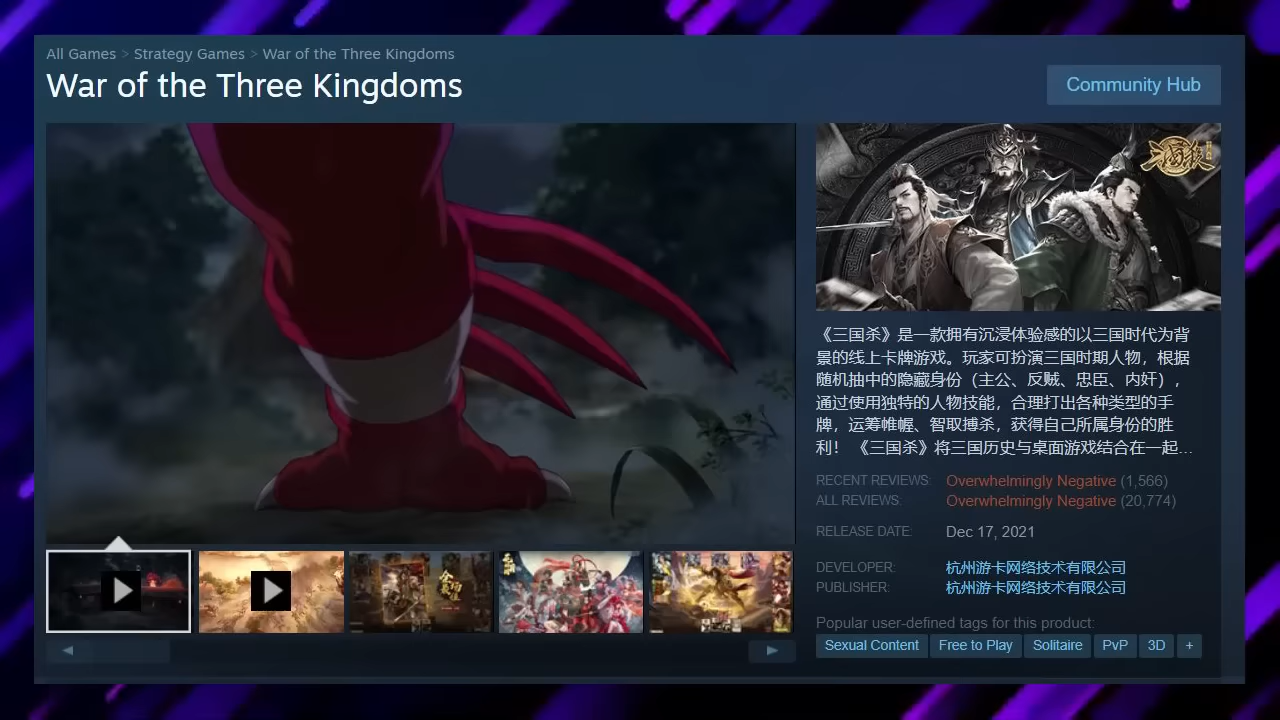 All Games > Strategy Games > War of the Three Kingdoms
War of the Three Kingdoms
Community Hub
《三国杀》是一款拥有沉浸体验感的以三国时代为背
景的线上卡牌游戏。玩家可扮演三国时期人物，根据
随机抽中的隐藏身份（主公、反贼、忠臣、内奸），
通过使用独特的人物技能，合理打出各种类型的手
牌，运筹帷幄、智取搏杀，获得自己所属身份的胜
利！ 《三国杀》将三国历史与桌面游戏结合在一起...
RECENT REVIEWS: Overwhelmingly Negative (1,566)
ALL REVIEWS: Overwhelmingly Negative (20,774)
RELEASE DATE: Dec 17, 2021
DEVELOPER: 杭州游卡网络技术有限公司
PUBLISHER: 杭州游卡网络技术有限公司
Popular user-defined tags for this product:
Sexual Content Free to Play Solitaire PvP 3D +